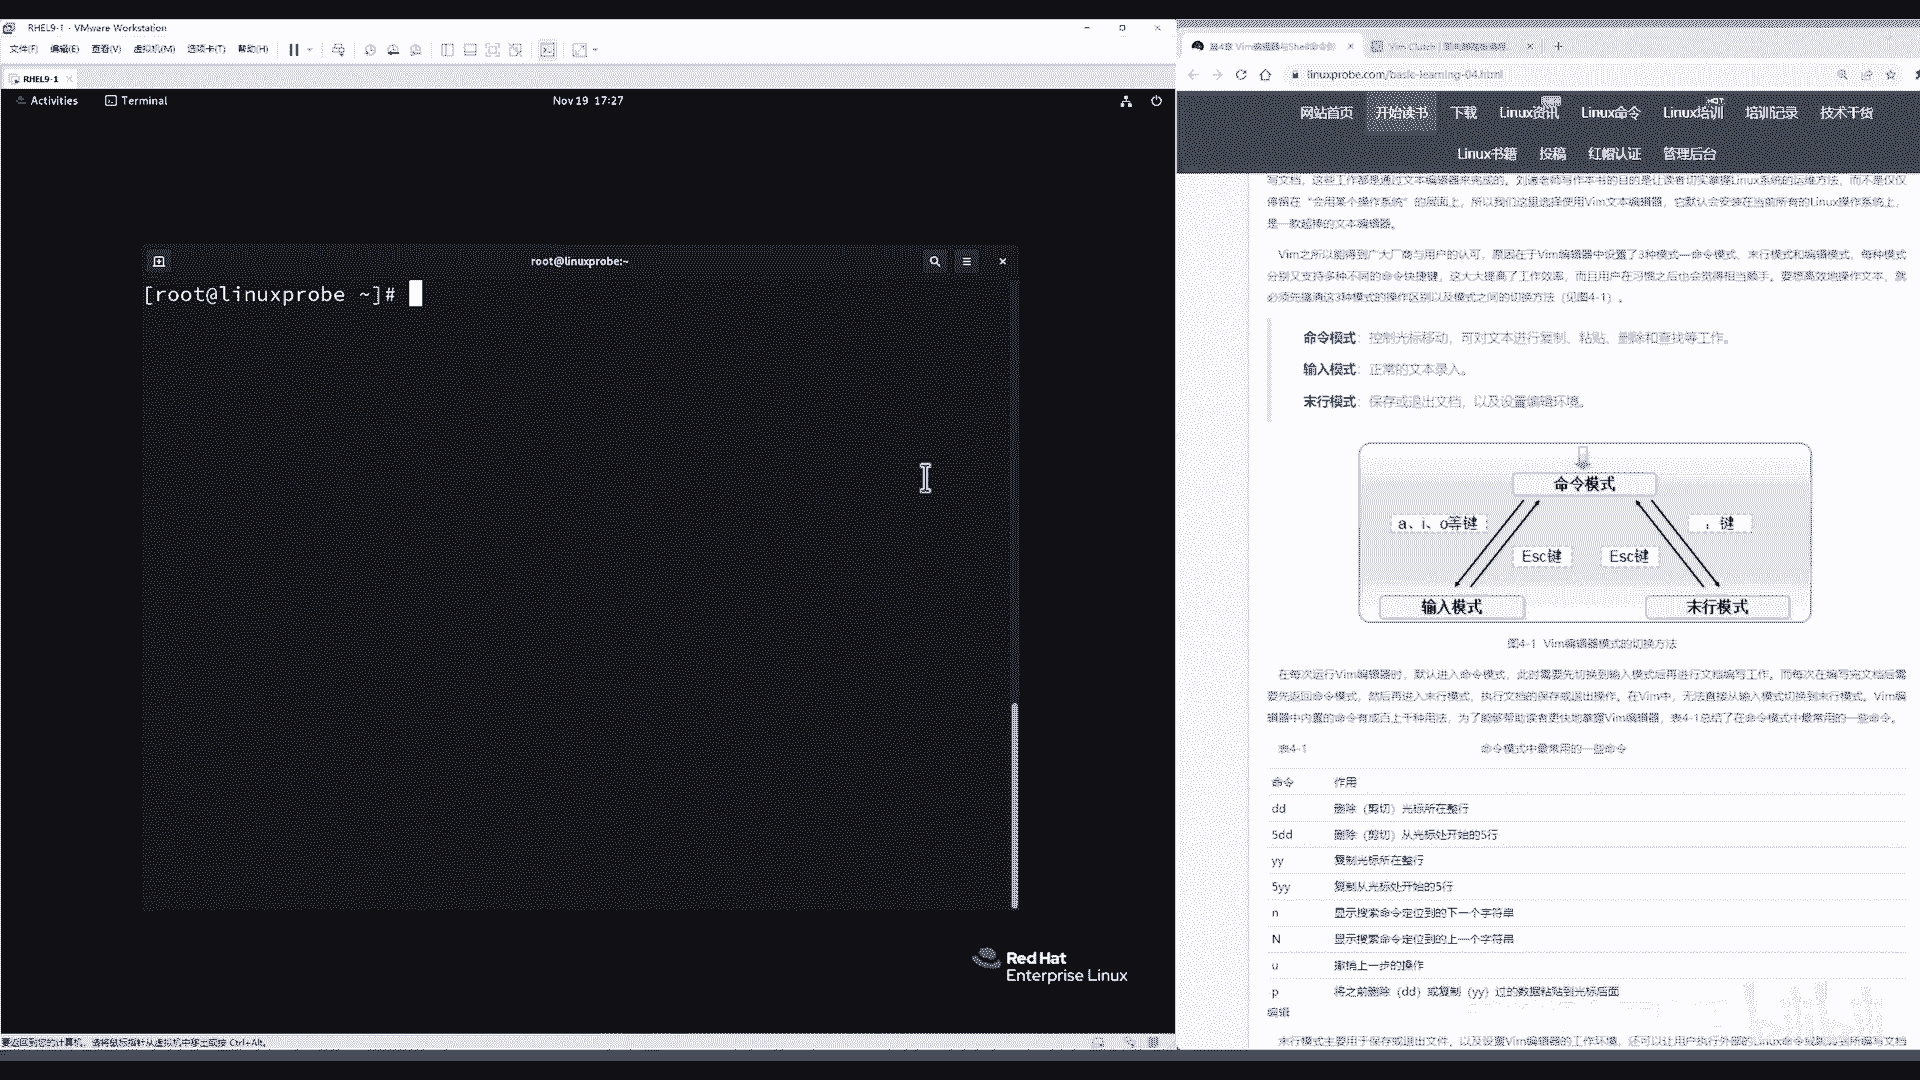 RHEL9-1 - VMware Workstation
文件(F) 编辑(E) 查看(V) 虚拟机(M) 选项卡(T) 帮助(H)
RHEL9-1
Activities Terminal Nov 19 17:27
root@linuxprobe:~
[root@linuxprobe ~]#
Red Hat
Enterprise Linux
要返回到您的计算机，请将鼠标指针从虚拟机中移出或按 Ctrl+Alt。
第4章 Vim编辑器与Shell命令
Vim Clutch
linuxprobe.com/basic-learning-04.html
网站首页 开始读书 下载 Linux资讯 Linux命令 Linux培训 培训记录 技术干货
HOT
Linux书籍 投稿 红帽认证 管理后台
写文档，这些工作都是通过文本编辑器来完成的。刘遄老师写作本书的目的是让读者切实掌握Linux系统的运维方法，而不是仅仅
停留在“会用某个操作系统”的层面上，所以我们这里选择使用Vim文本编辑器，它默认会安装在当前所有的Linux操作系统上，
是一款超棒的文本编辑器。
Vim之所以能得到广大厂商与用户的认可，原因在于Vim编辑器中设置了3种模式—命令模式、末行模式和编辑模式，每种模式
分别又支持多种不同的命令快捷键，这大大提高了工作效率，而且用户在习惯之后也会觉得相当顺手。要想高效地操作文本，就
必须先搞清这3种模式的操作区别以及模式之间的切换方法（见图4-1）。
命令模式：控制光标移动，可对文本进行复制、粘贴、删除和查找等工作。
输入模式：正常的文本录入。
末行模式：保存或退出文档，以及设置编辑环境。
命令模式
a、i、o等键
：键
Esc键 Esc键
输入模式 末行模式
图4-1 Vim编辑器模式的切换方法
在每次运行Vim编辑器时，默认进入命令模式，此时需要先切换到输入模式后再进行文档编写工作。而每次在编写完文档后需
要先返回命令模式，然后再进入末行模式，执行文档的保存或退出操作。在Vim中，无法直接从输入模式切换到末行模式。Vim编
辑器中内置的命令有成百上千种用法，为了能够帮助读者更快地掌握Vim编辑器，表4-1总结了在命令模式中最常用的一些命令。
表4-1 命令模式中最常用的一些命令
命令 作用
dd 删除（剪切）光标所在整行
5dd 删除（剪切）从光标处开始的5行
yy 复制光标所在整行
5yy 复制从光标处开始的5行
n 显示搜索命令定位到的下一个字符串
N 显示搜索命令定位到的上一个字符串
u 撤销上一步的操作
p 将之前删除（dd）或复制（yy）过的数据粘贴到光标后面
编辑
末行模式主要用于保存或退出文件，以及设置Vim编辑器的工作环境，还可以让用户执行外部的Linux命令或跳转到所编写文档